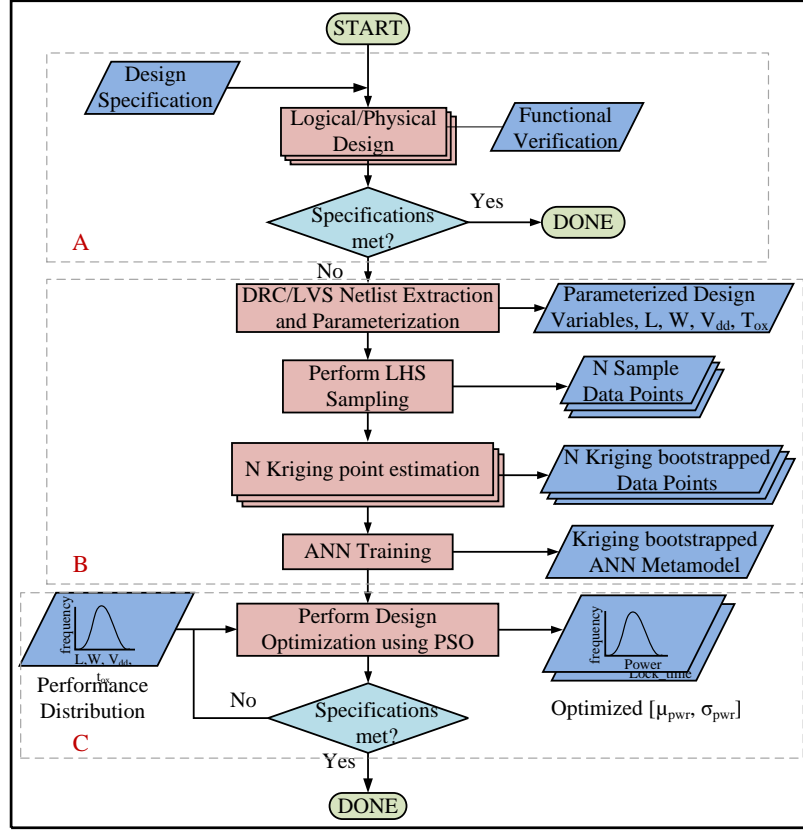 START
Design
Specification
Logical/Physical
Design
Functional
Verification
Specifications
met?
Yes
DONE
A
No
DRC/LVS Netlist Extraction
and Parameterization
Parameterized Design
Variables, L, W, Vdd, Tox
Perform LHS
Sampling
N Sample
Data Points
N Kriging point estimation
N Kriging bootstrapped
Data Points
ANN Training
Kriging bootstrapped
ANN Metamodel
B
frequency
L,W, Vdd,
tox
Performance
Distribution
Perform Design
Optimization using PSO
frequency
Power
Lock_time
Optimized [μpwr, σpwr]
No
Specifications
met?
C
Yes
DONE